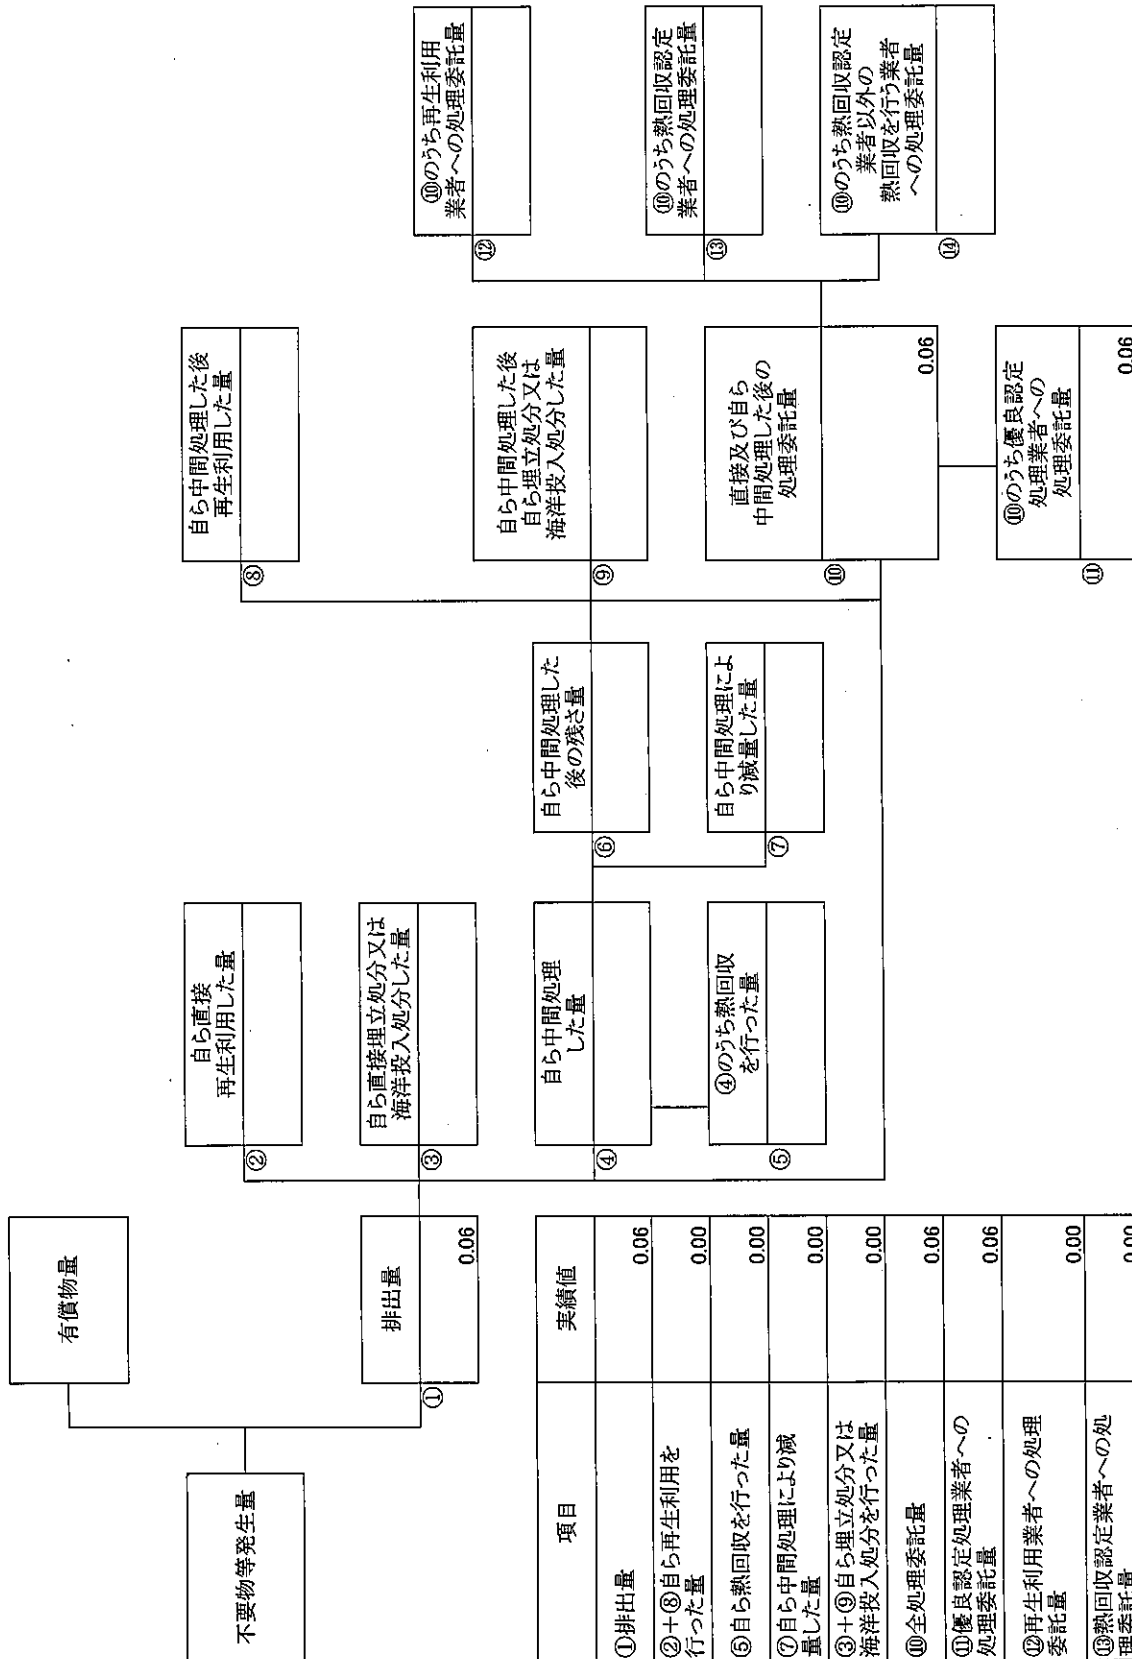 不要物等発生量
有償物量
①
排出量
0.06
②
自ら直接
再生利用した量
③
自ら直接埋立処分又は
海洋投入処分した量
④
自ら中間処理
した量
⑤
④のうち熱回収
を行った量
⑥
自ら中間処理した
後の残さ量
⑦
自ら中間処理によ
り減量した量
⑧
自ら中間処理した後
再生利用した量
⑨
自ら中間処理した後
自ら埋立処分又は
海洋投入処分した量
⑩
直接及び自ら
中間処理した後の
処理委託量
0.06
⑪
⑩のうち優良認定
処理業者への
処理委託量
0.06
⑫
⑩のうち再生利用
業者への処理委託量
⑬
⑩のうち熱回収認定
業者への処理委託量
⑭
⑩のうち熱回収認定
業者以外の
熱回収を行う業者
への処理委託量
項目 実績値
①排出量 0.06
②+⑧自ら再生利用を
行った量 0.00
⑤自ら熱回収を行った量 0.00
⑦自ら中間処理により減
量した量 0.00
③+⑨自ら埋立処分又は
海洋投入処分を行った量 0.00
⑩全処理委託量 0.06
⑪優良認定処理業者への
処理委託量 0.06
⑫再生利用業者への処理
委託量 0.00
⑬熱回収認定業者への処
理委託量 0.00